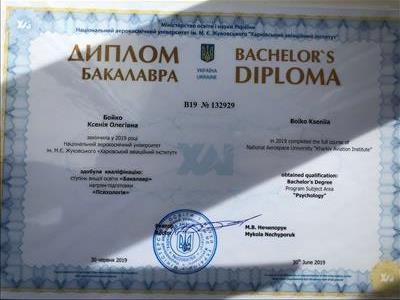 Міністерство освіти і науки України
Національний аерокосмічний університет ім. М. Є. Жуковського "Харківський авіаційний інститут"
ДИПЛОМ
БАКАЛАВРА
УКРАЇНА
UKRAINE
BACHELOR`S
DIPLOMA
В19 № 132929
Бойко
Ксенія Олегівна
закінчила у 2019 році
Національний аерокосмічний університет
ім. М.Є. Жуковського «Харківський авіаційний інститут»
здобула кваліфікацію:
ступінь вищої освіти «Бакалавр»
напрям підготовки
«Психологія»
30 червня 2019
Boiko Kseniia
in 2019 completed the full course of
National Aerospace University "Kharkiv Aviation Institute"
obtained qualification:
Bachelor's Degree
Program Subject Area
"Psychology"
М.В. Нечипорук
Mykola Nechyporuk
30th June 2019